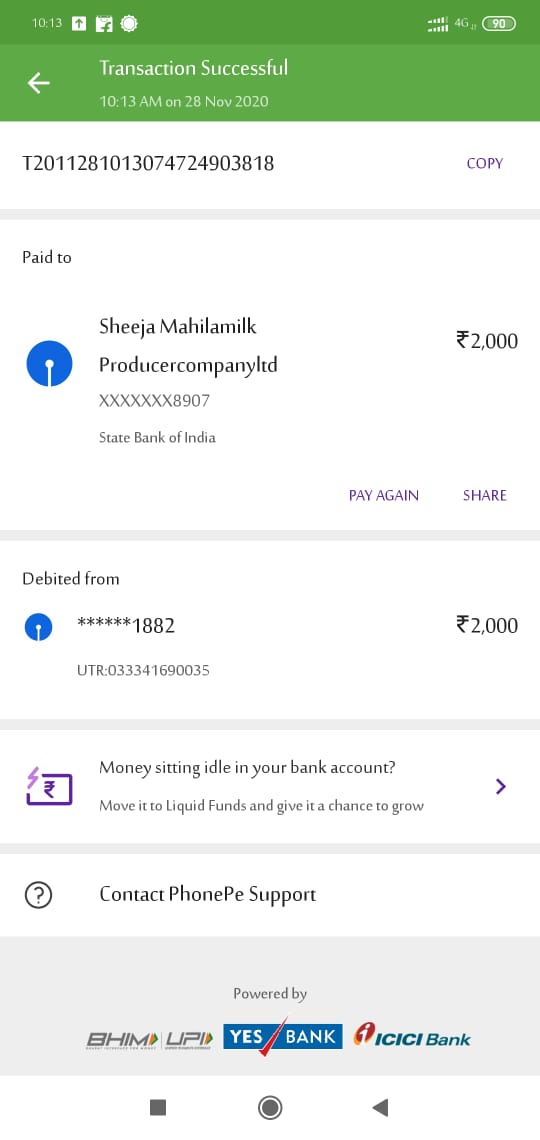 10:13
4G
90
Transaction Successful
10:13 AM on 28 Nov 2020
T2011281013074724903818
COPY
Paid to
Sheeja Mahilamilk
Producercompanyltd
₹2,000
XXXXXXX8907
State Bank of India
PAY AGAIN
SHARE
Debited from
******1882
₹2,000
UTR:033341690035
Money sitting idle in your bank account?
Move it to Liquid Funds and give it a chance to grow
Contact PhonePe Support
Powered by
BHIM UPI YES BANK ICICI Bank